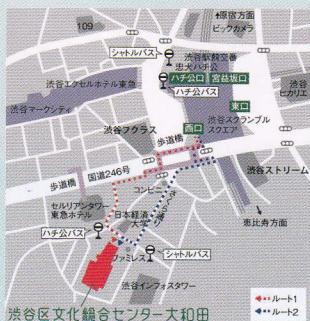 ↑原宿方面
ビックカメラ
109
シャトルバス
渋谷駅前交番
忠犬ハチ公
ハチ公口
宮益坂口
ハチ公バス
渋谷エクセルホテル東急
渋谷マークシティ
渋谷
ヒカリエ
東口
渋谷スクランブル
スクエア
渋谷フクラス
西口
歩道橋
渋谷ストリーム
国道246号
歩道橋
コンビニ
セルリアンタワー
東急ホテル
日本経済
大学
恵比寿方面
ハチ公バス
シャトルバス
ファミレス
渋谷インフォスタワー
ルート1
ルート2
渋谷区文化総合センター大和田